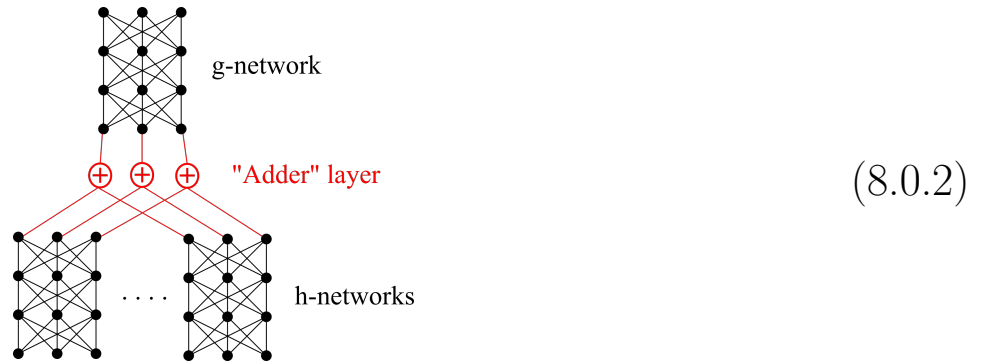 g-network
+ + +
"Adder" layer
(8.0.2)
. . . .
h-networks